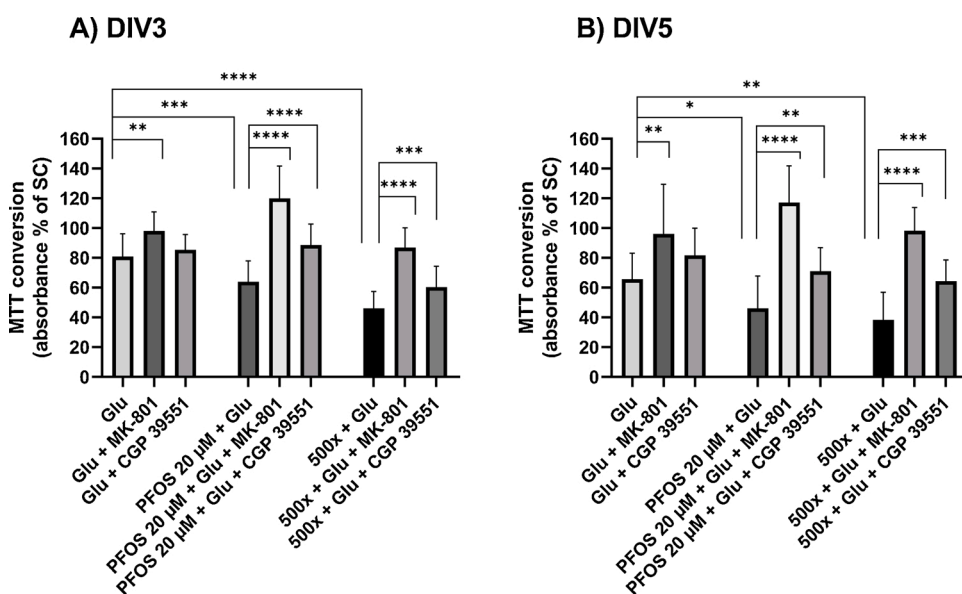 A) DIV3
****
***
****
**
****
***
****
160
140
120
100
80
60
40
20
0
MTT conversion
(absorbance % of SC)
Glu
Glu + MK-801
Glu + CGP 39551
PFOS 20 µM + Glu
PFOS 20 µM + Glu + MK-801
PFOS 20 µM + Glu + CGP 39551
500x + Glu
500x + Glu + MK-801
500x + Glu + CGP 39551
B) DIV5
**
*
**
**
****
***
****
160
140
120
100
80
60
40
20
0
MTT conversion
(absorbance % of SC)
Glu
Glu + MK-801
Glu + CGP 39551
PFOS 20 µM + Glu
PFOS 20 µM + Glu + MK-801
PFOS 20 µM + Glu + CGP 39551
500x + Glu
500x + Glu + MK-801
500x + Glu + CGP 39551